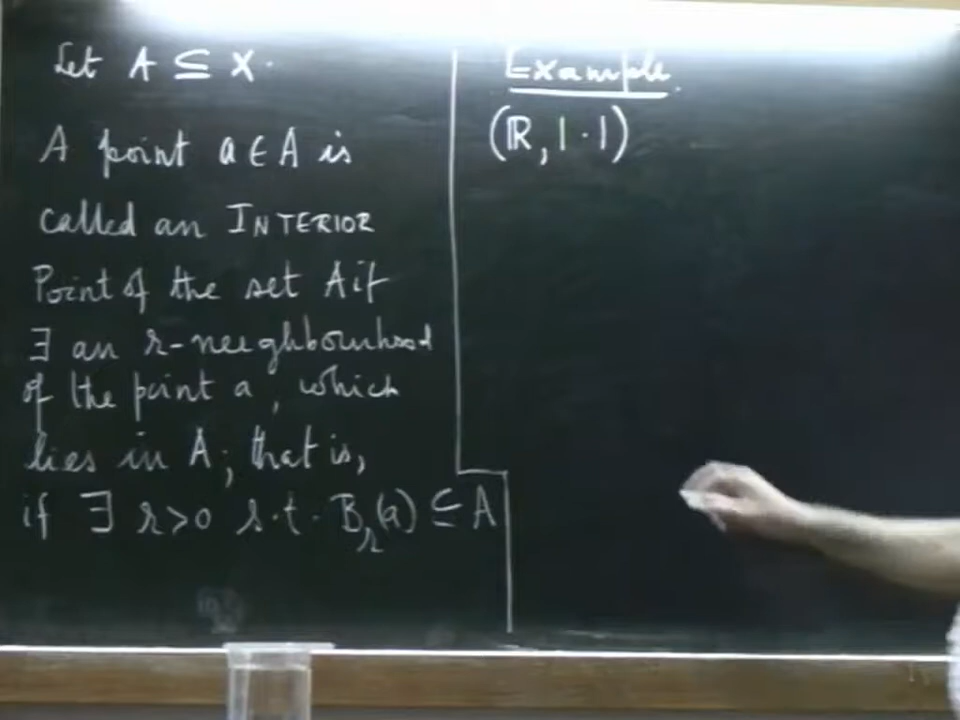 Let A ⊆ X.
A point a ∈ A is
called an INTERIOR
Point of the set A if
∃ an r-neighbourhood
of the point a, which
lies in A; that is,
if ∃ r>0 s.t. B_r(a) ⊆ A
Example.
(ℝ, |·|)